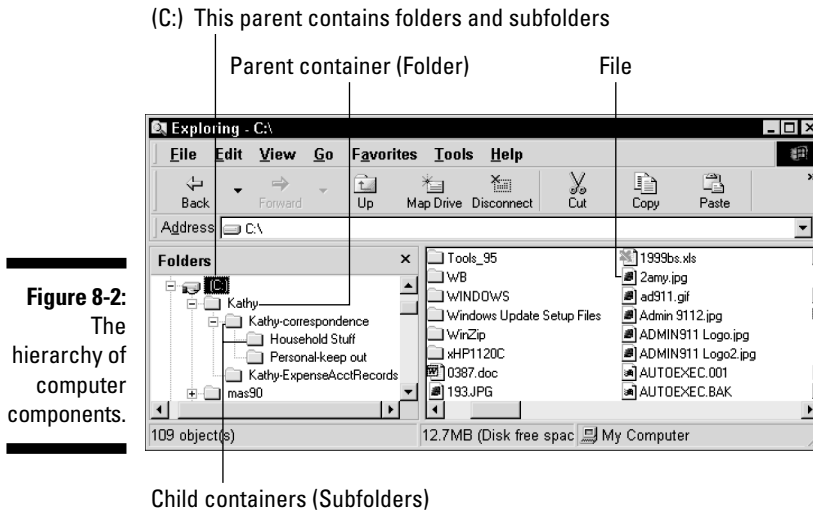 (C:) This parent contains folders and subfolders
Parent container (Folder)
File
Exploring - C:\
File Edit View Go Favorites Tools Help
Back Forward Up Map Drive Disconnect Cut Copy Paste »
Address C:\
Folders ×
(C:)
Kathy
Kathy-correspondence
Household Stuff
Personal-keep out
Kathy-ExpenseAcctRecords
mas90
Tools_95
WB
WINDOWS
Windows Update Setup Files
WinZip
xHP1120C
0387.doc
193.JPG
1999bs.xls
2amy.jpg
ad911.gif
Admin 9112.jpg
ADMIN911 Logo.jpg
ADMIN911 Logo2.jpg
AUTOEXEC.001
AUTOEXEC.BAK
109 object(s)
12.7MB (Disk free spac
My Computer
Child containers (Subfolders)
Figure 8-2:
The
hierarchy of
computer
components.